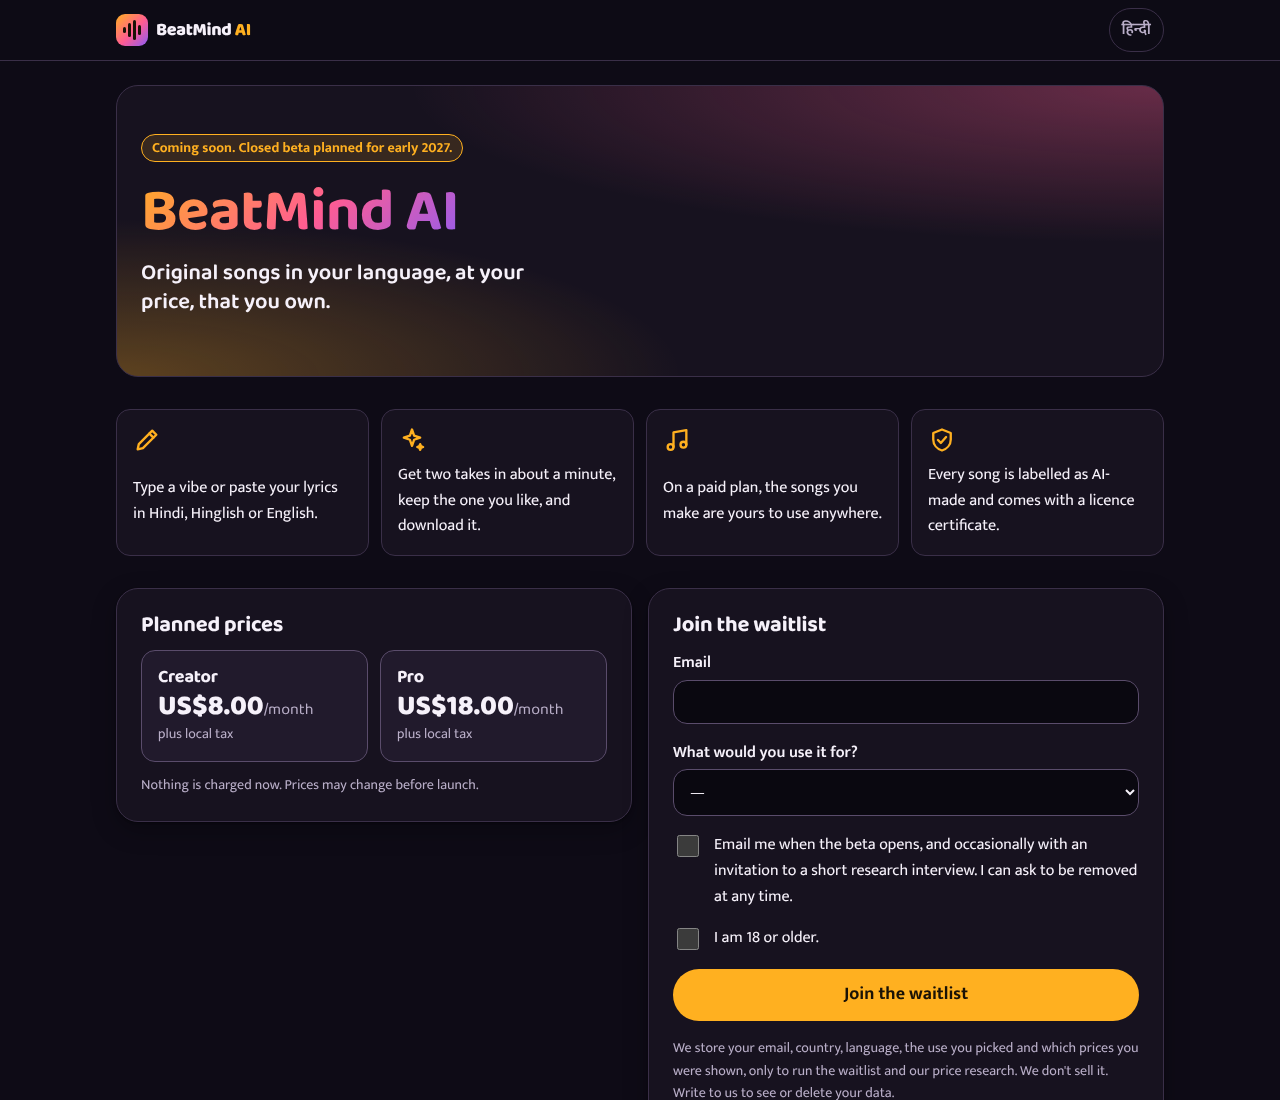 BeatMind AI
हिन्दी
Coming soon. Closed beta planned for early 2027.
BeatMind AI
Original songs in your language, at your
price, that you own.
Type a vibe or paste your lyrics
in Hindi, Hinglish or English.
Get two takes in about a minute,
keep the one you like, and
download it.
On a paid plan, the songs you
make are yours to use anywhere.
Every song is labelled as AI-
made and comes with a licence
certificate.
Planned prices
Creator
US$8.00/month
plus local tax
Pro
US$18.00/month
plus local tax
Nothing is charged now. Prices may change before launch.
Join the waitlist
Email
What would you use it for?
—
Email me when the beta opens, and occasionally with an
invitation to a short research interview. I can ask to be removed
at any time.
I am 18 or older.
Join the waitlist
We store your email, country, language, the use you picked and which prices you
were shown, only to run the waitlist and our price research. We don't sell it.
Write to us to see or delete your data.